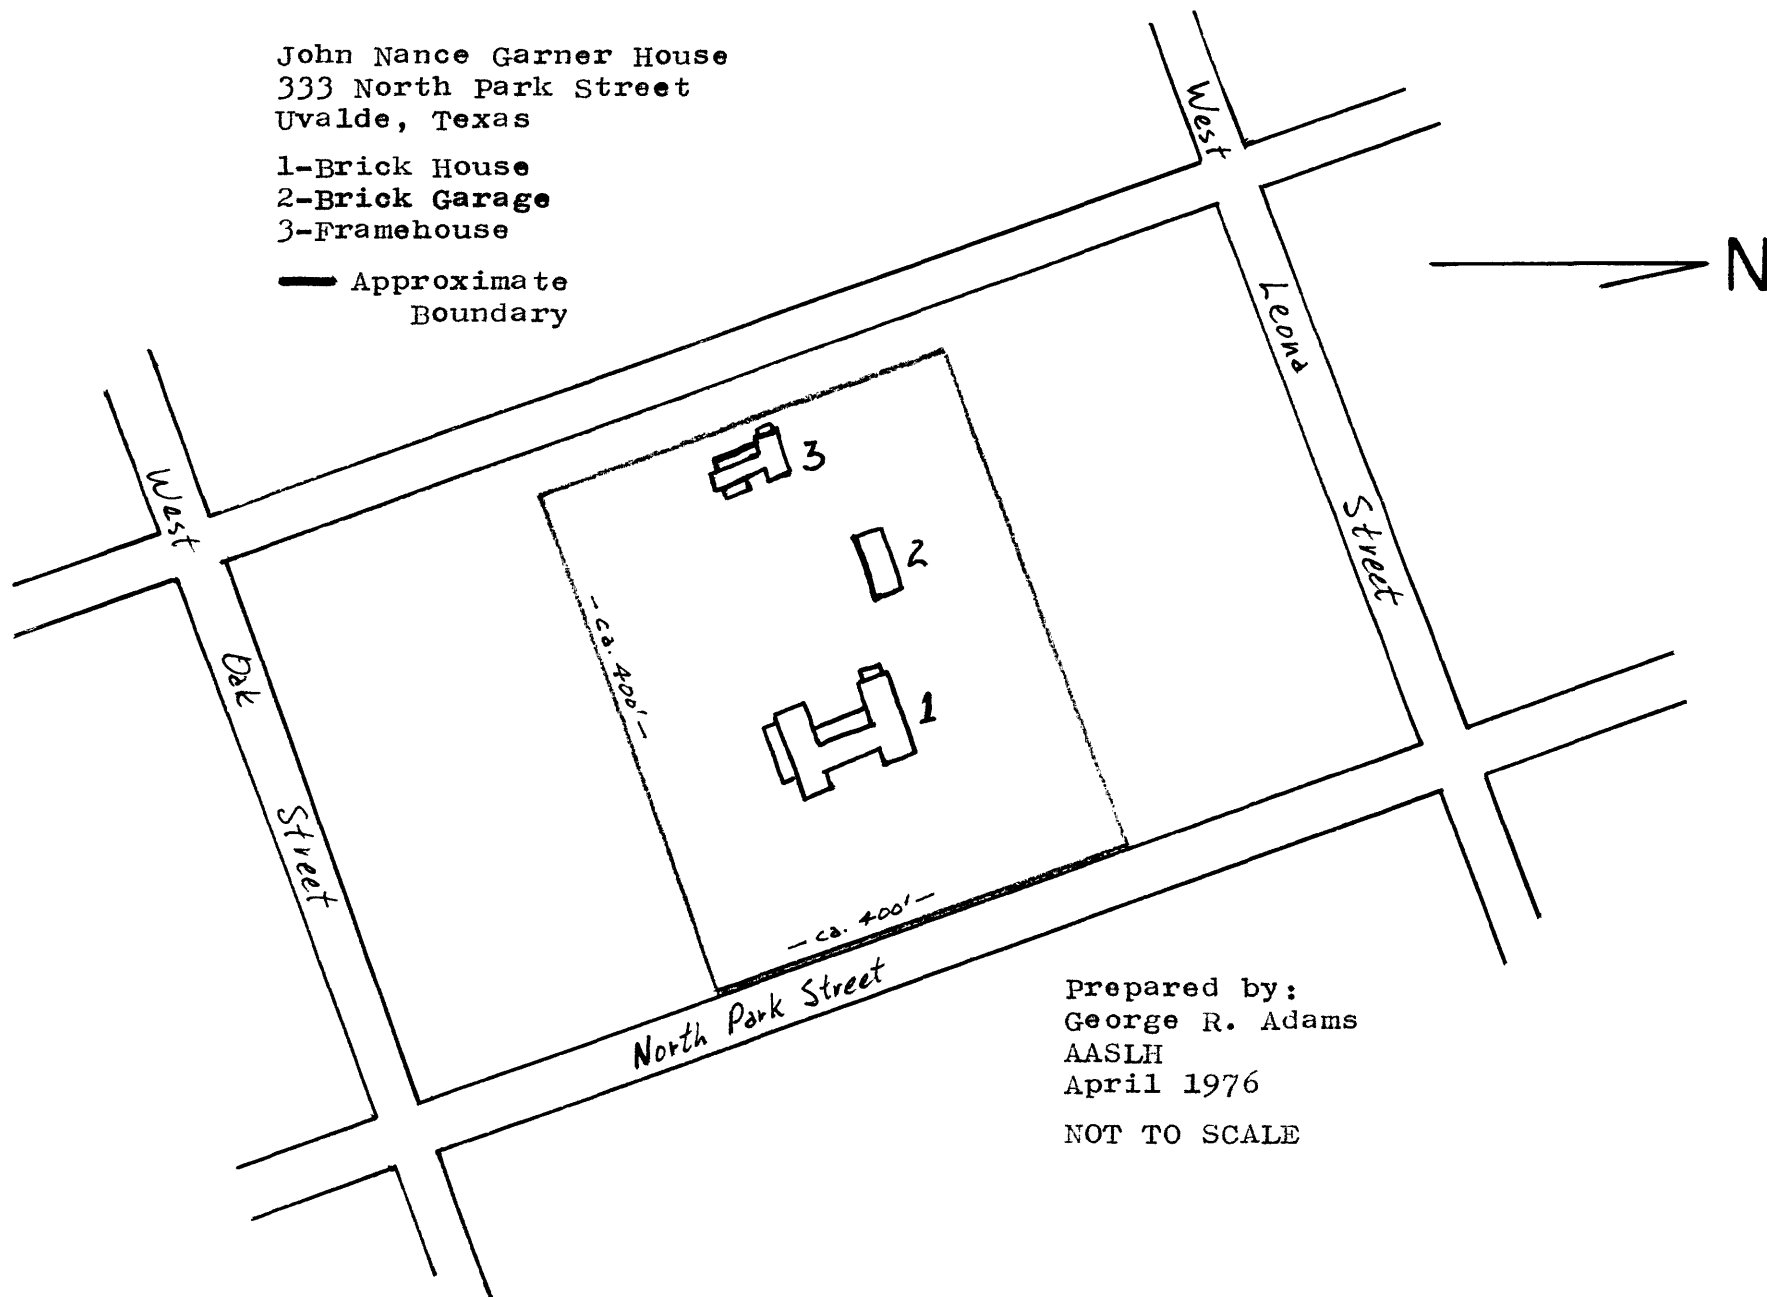 John Nance Garner House
333 North Park Street
Uvalde, Texas
1-Brick House
2-Brick Garage
3-Framehouse
Approximate
Boundary
West
Leona
Street
N
West
Oak
Street
3
2
1
- ca. 400' -
- ca. 400' -
North Park Street
Prepared by:
George R. Adams
AASLH
April 1976
NOT TO SCALE